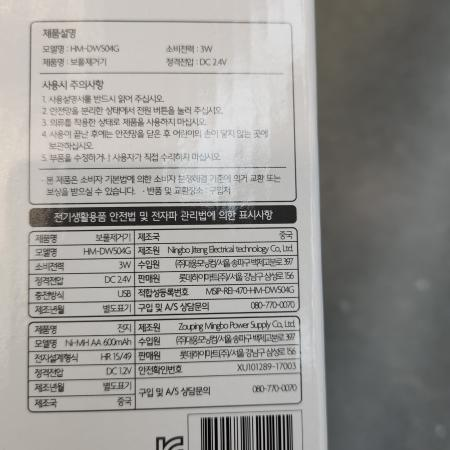 제품설명
모델명 : HM-DW504G 소비전력 : 3W
제품명 : 보풀제거기 정격전압 : DC 2.4V
사용시 주의사항
1. 사용설명서를 반드시 읽어 주십시오.
2. 안전망을 분리한 상태에서 전원 버튼을 눌러 주십시오.
3. 의류를 착용한 상태로 제품을 사용하지 마십시오.
4. 사용이 끝난 후에는 안전망을 닫은 후 어린이의 손이 닿지 않는 곳에
보관하십시오.
5. 부품을 수정하거나 사용자가 직접 수리하지 마십시오.
· 본 제품은 소비자 기본법에 의한 소비자 분쟁해결 기준에 의거 교환 또는
보상을 받으실 수 있습니다. · 반품 및 교환장소 : 구입처
전기생활용품 안전법 및 전자파 관리법에 의한 표시사항
제품명 보풀제거기 제조국 중국
모델명 HM-DW504G 제조원 Ningbo Jiteng Electrical technology Co., Ltd.
소비전력 3W 수입원 (주)대웅모닝컴/서울 송파구 백제고분로 397
정격전압 DC 2.4V 판매원 롯데하이마트(주)/서울 강남구 삼성로 156
충전방식 USB 적합성등록번호 MSIP-REI-470-HM-DW504G
제조년월 별도표기 구입 및 A/S 상담문의 080-770-0070
제품명 전지 제조원 Zouping Mingbo Power Supply Co., Ltd.
모델명 Ni-MH AA 600mAh 수입원 (주)대웅모닝컴/서울 송파구 백제고분로 397
전지설계형식 HR 15/49 판매원 롯데하이마트(주)/서울 강남구 삼성로 156
정격전압 DC 1.2V 안전확인번호 XU101289-17003
제조년월 별도표기 구입 및 A/S 상담문의 080-770-0070
제조국 중국